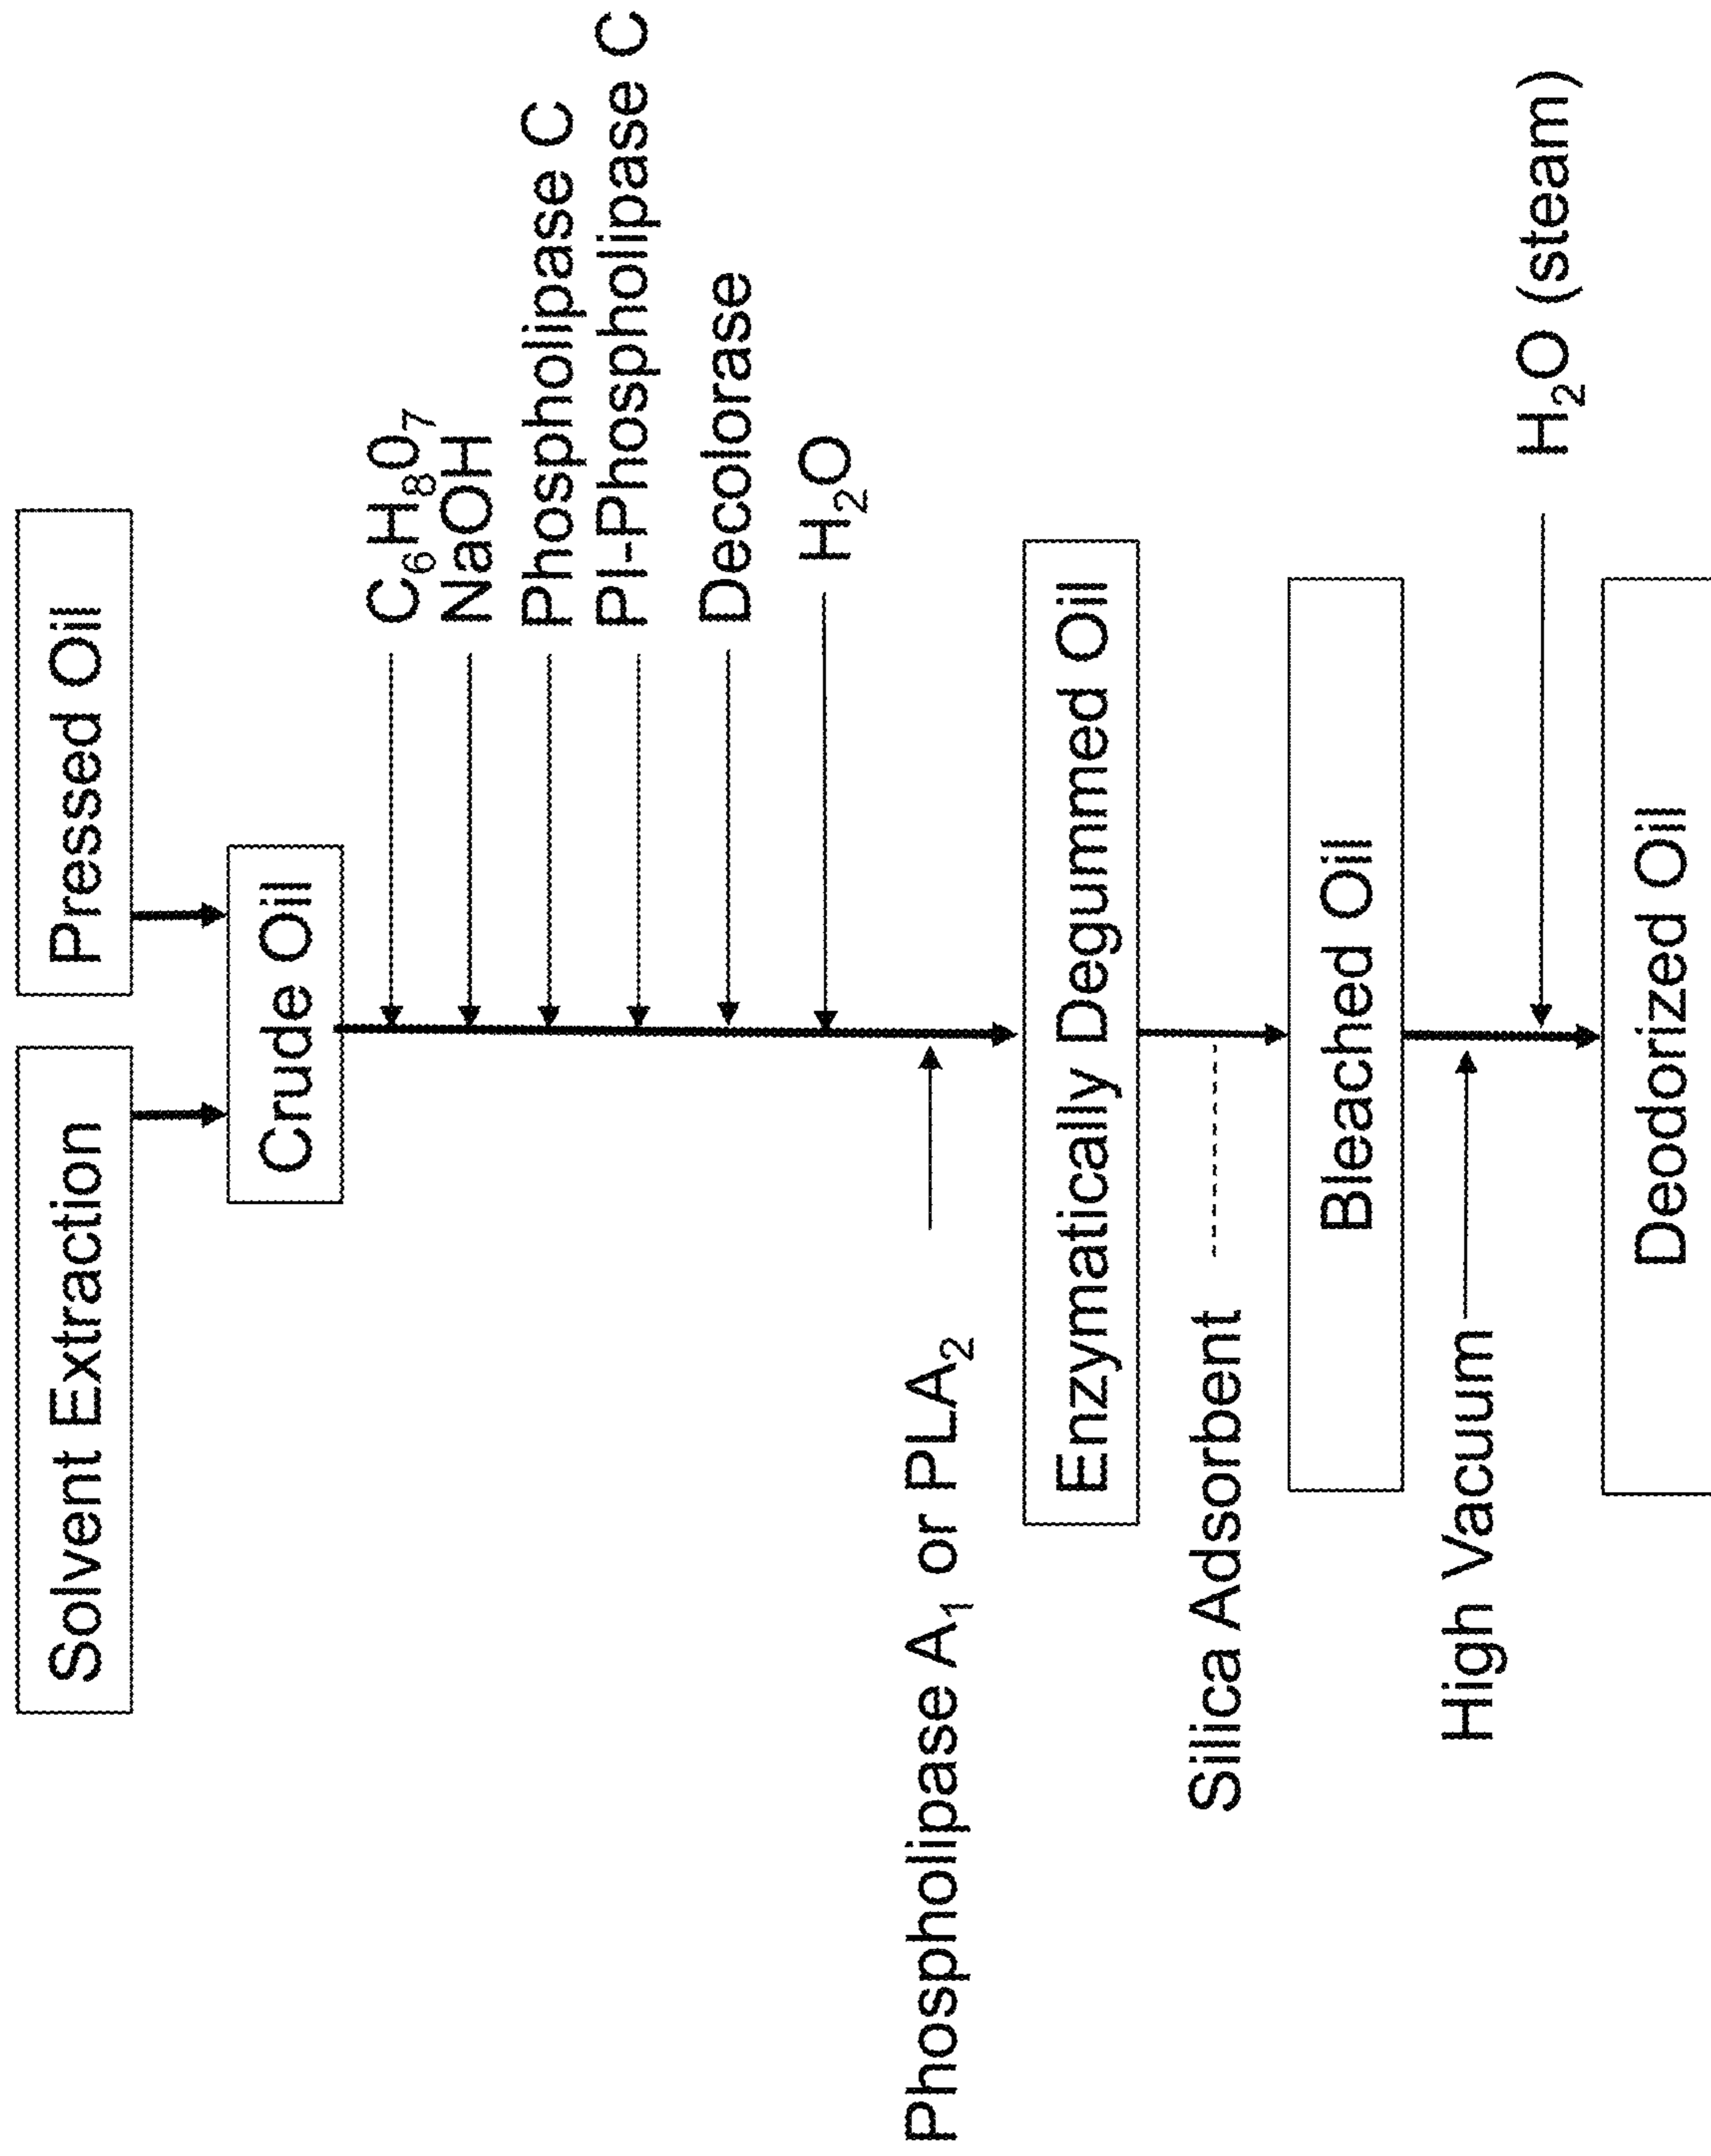 Solvent Extraction
Pressed Oil
Crude Oil
C₆H₈0₇
NaOH
Phospholipase C
PI-Phospholipase C
Decolorase
H₂O
Phospholipase A₁ or PLA₂
Enzymatically Degummed Oil
Silica Adsorbent
Bleached Oil
High Vacuum
H₂O (steam)
Deodorized Oil